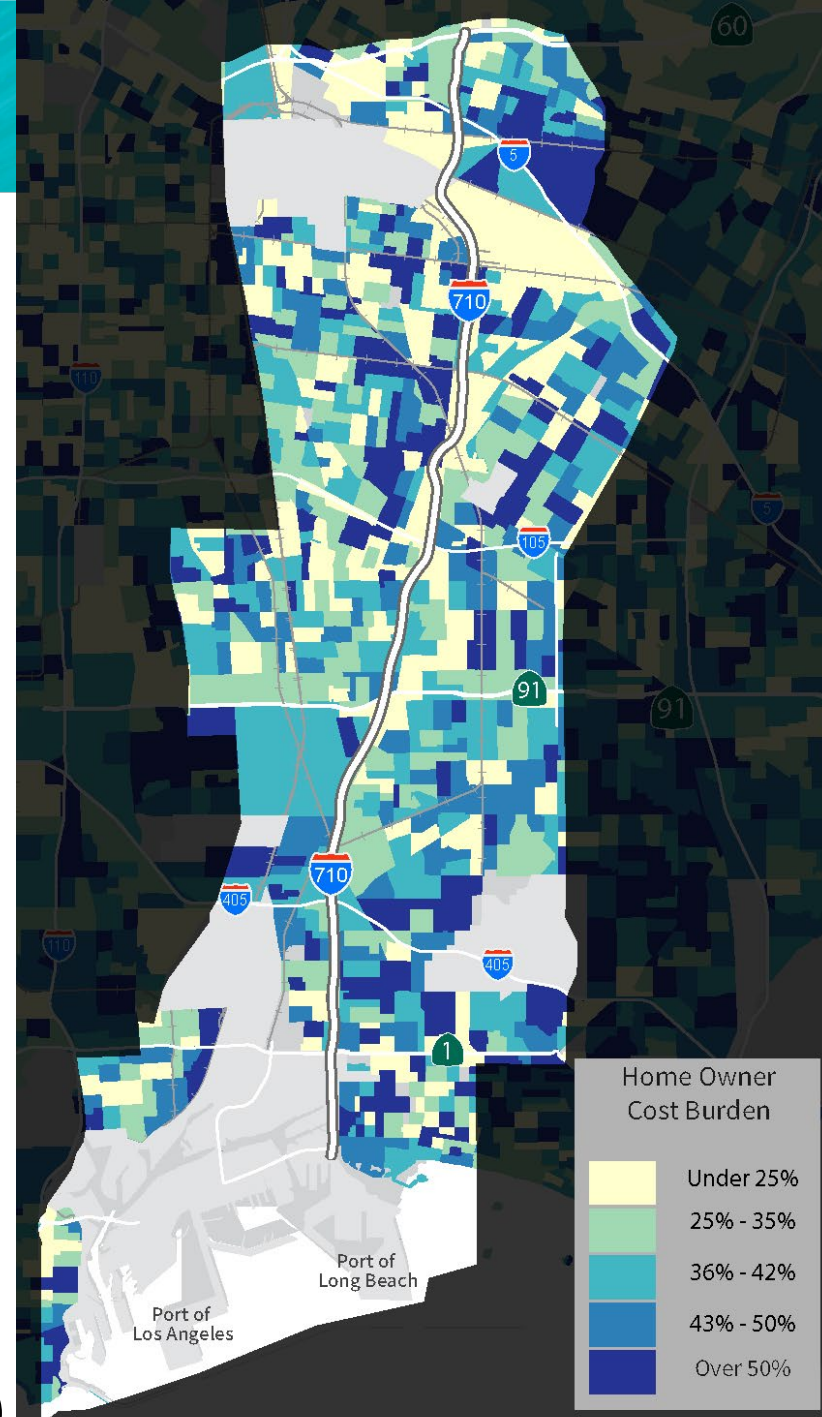 60
5
710
110
5
105
91
91
710
405
110
405
1
Home Owner
Cost Burden
Under 25%
25% - 35%
36% - 42%
43% - 50%
Over 50%
Port of
Long Beach
Port of
Los Angeles